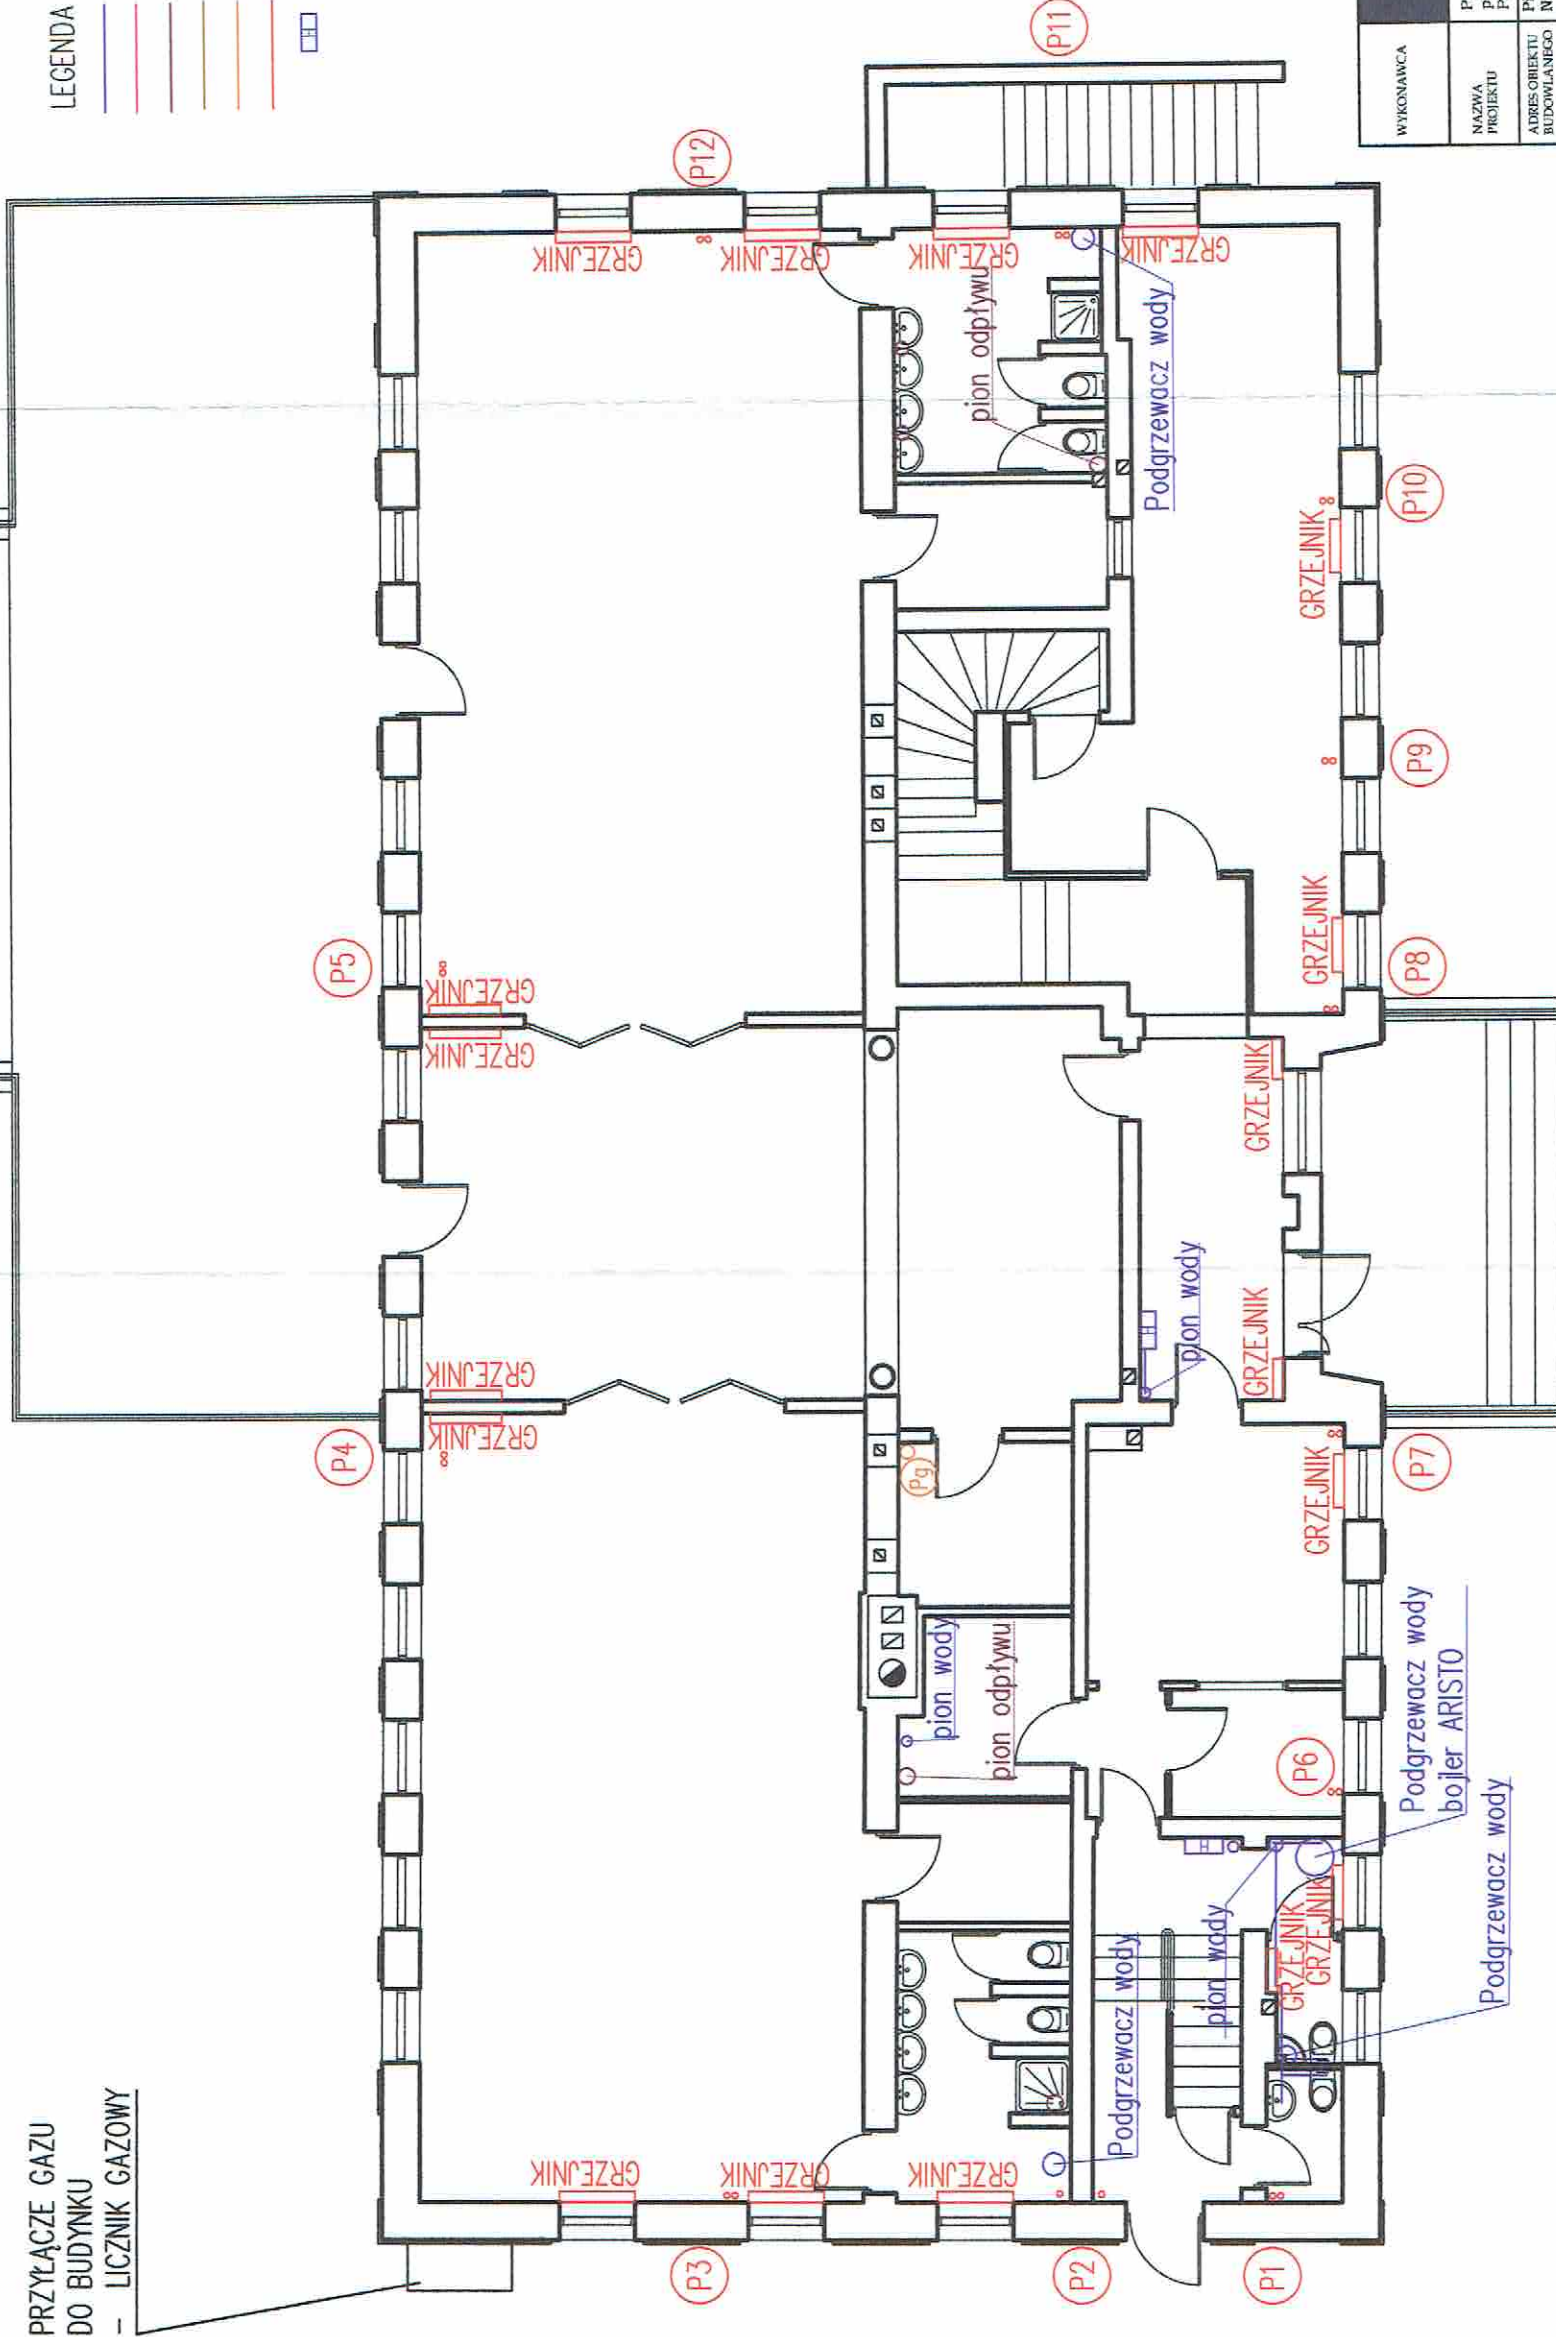 PRZYŁĄCZE GAZU
DO BUDYNKU
- LICZNIK GAZOWY
LEGENDA
P4
P5
GRZEJNIK
GRZEJNIK
GRZEJNIK
GRZEJNIK
GRZEJNIK
GRZEJNIK
GRZEJNIK
GRZEJNIK
GRZEJNIK
GRZEJNIK
P3
P12
Pg
pion wody
pion odpływu
pion odpływu
P2
P11
Podgrzewacz wody
Podgrzewacz wody
pion wody
pion wody
GRZEJNIK
GRZEJNIK
GRZEJNIK
GRZEJNIK
GRZEJNIK
GRZEJNIK
GRZEJNIK
GRZEJNIK
P1
P6
P7
P8
P9
P10
Podgrzewacz wody
bojler ARISTO
Podgrzewacz wody
WYKONAWCA
NAZWA
PROJEKTU
ADRES OBIEKTU
BUDOWLANEGO